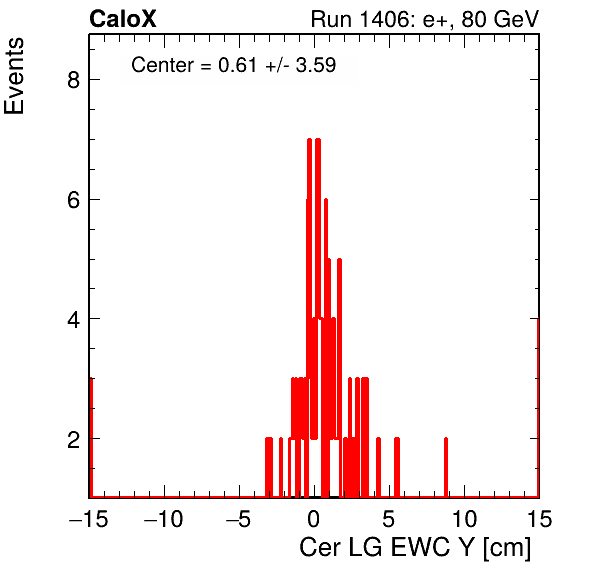 CaloX Run 1406: e+, 80 GeV
Events
Center = 0.61 +/- 3.59
8
6
4
2
−15 −10 −5 0 5 10 15
Cer LG EWC Y [cm]